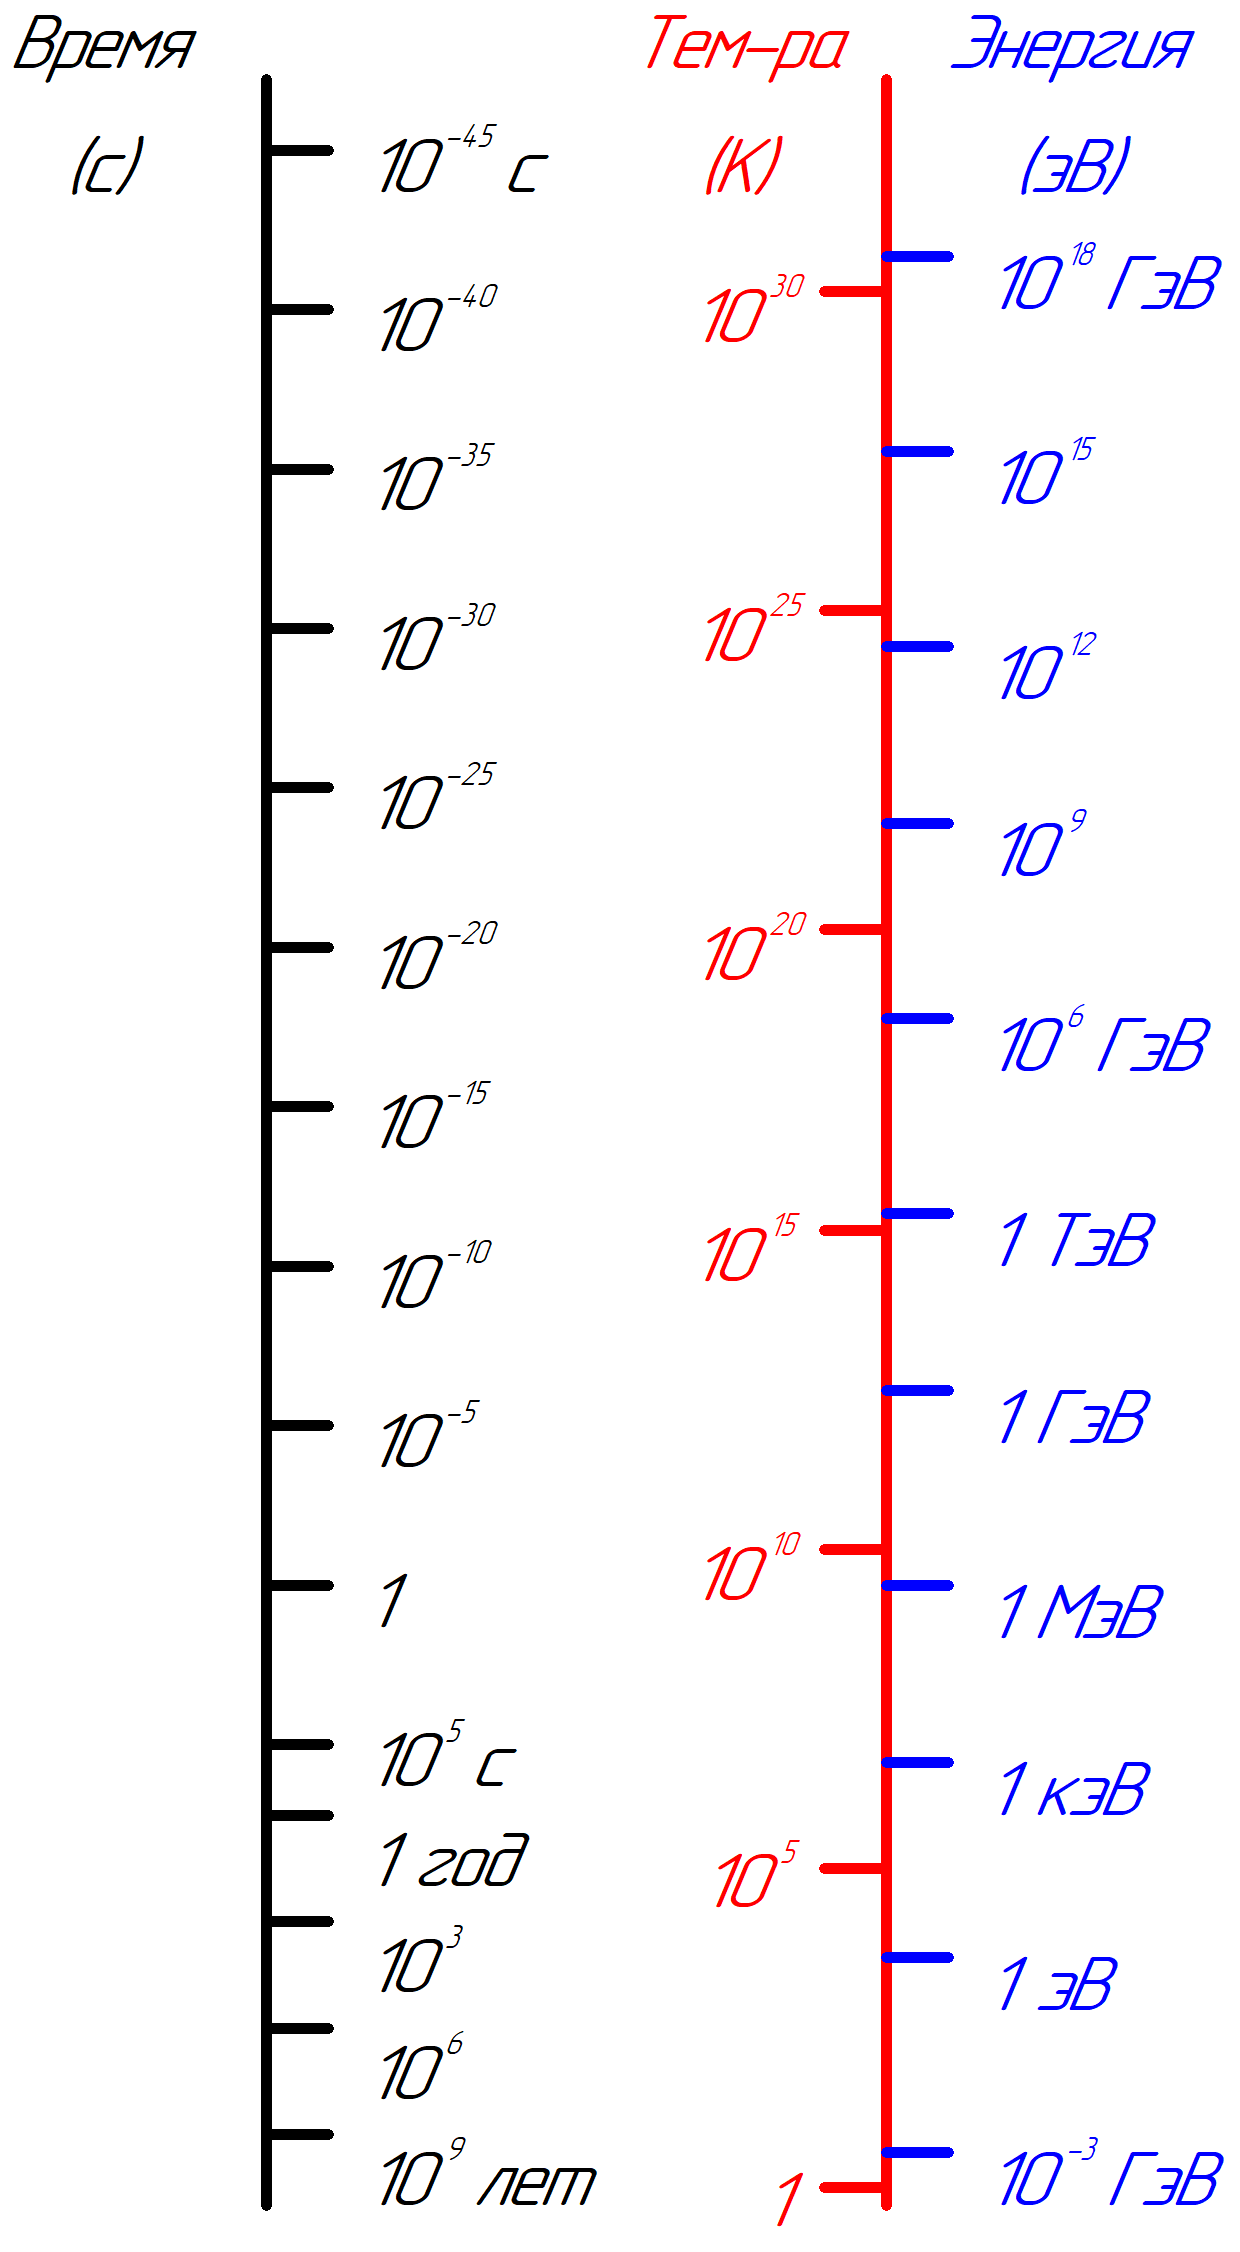 Время
(с)
10⁻⁴⁵ с
10⁻⁴⁰
10⁻³⁵
10⁻³⁰
10⁻²⁵
10⁻²⁰
10⁻¹⁵
10⁻¹⁰
10⁻⁵
1
10⁵ с
1 год
10³
10⁶
10⁹ лет
Тем-ра
(К)
10³⁰
10²⁵
10²⁰
10¹⁵
10¹⁰
10⁵
1
Энергия
(эВ)
10¹⁸ ГэВ
10¹⁵
10¹²
10⁹
10⁶ ГэВ
1 ТэВ
1 ГэВ
1 МэВ
1 кэВ
1 эВ
10⁻³ ГэВ